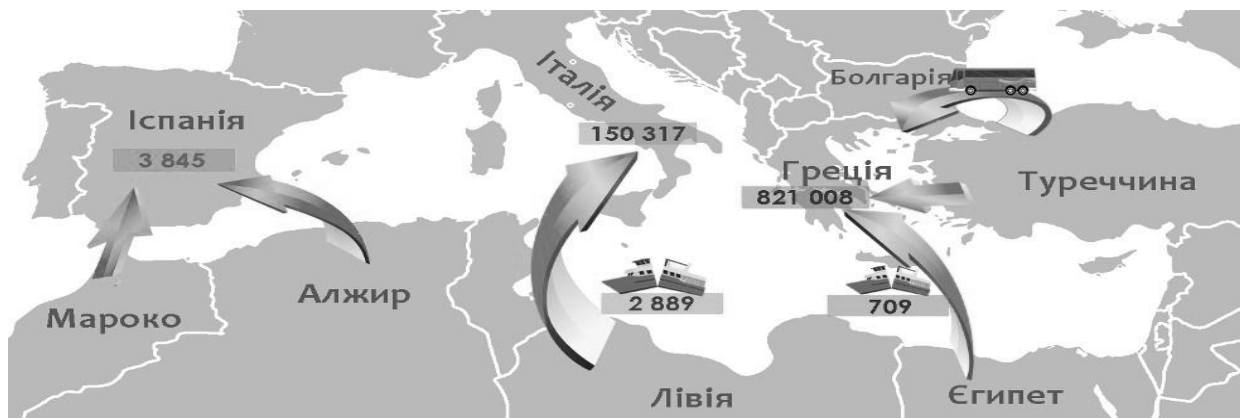 Італія
Болгарія
Іспанія
150 317
3 845
Греція
Туреччина
821 008
Алжир
2 889
709
Мароко
Лівія
Єгипет